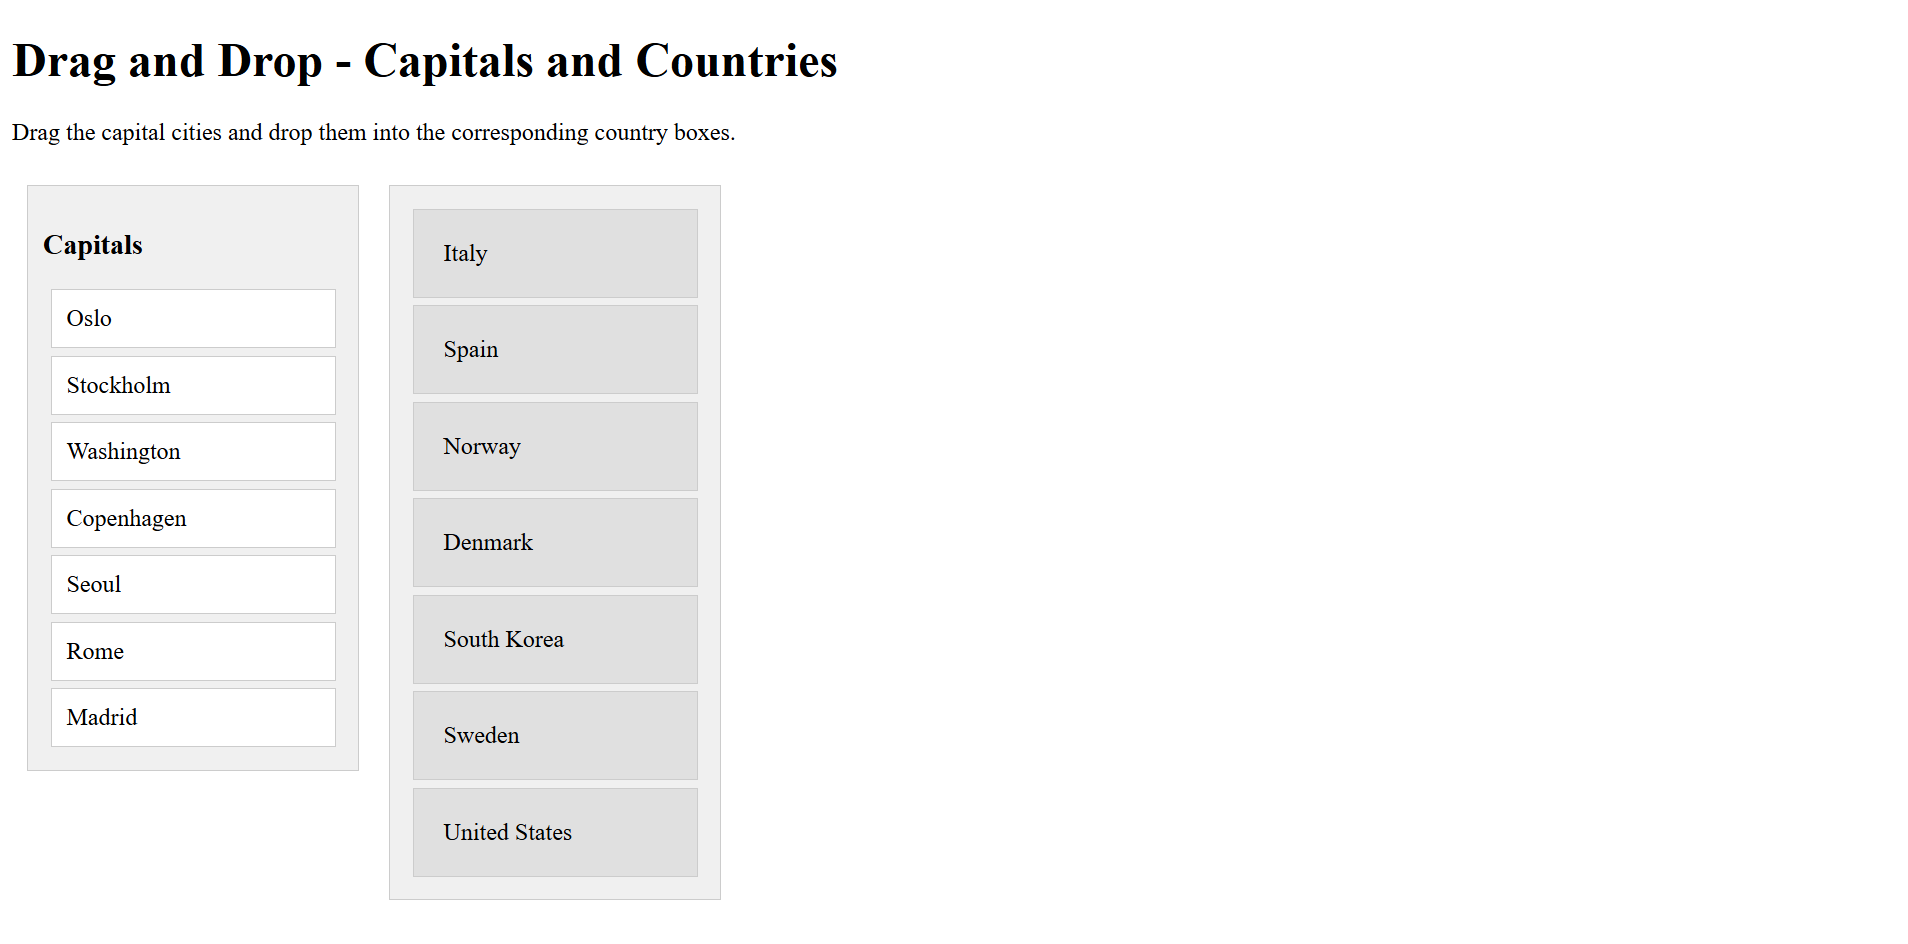 Drag and Drop - Capitals and Countries
Drag the capital cities and drop them into the corresponding country boxes.
Capitals
Oslo
Stockholm
Washington
Copenhagen
Seoul
Rome
Madrid
Italy
Spain
Norway
Denmark
South Korea
Sweden
United States